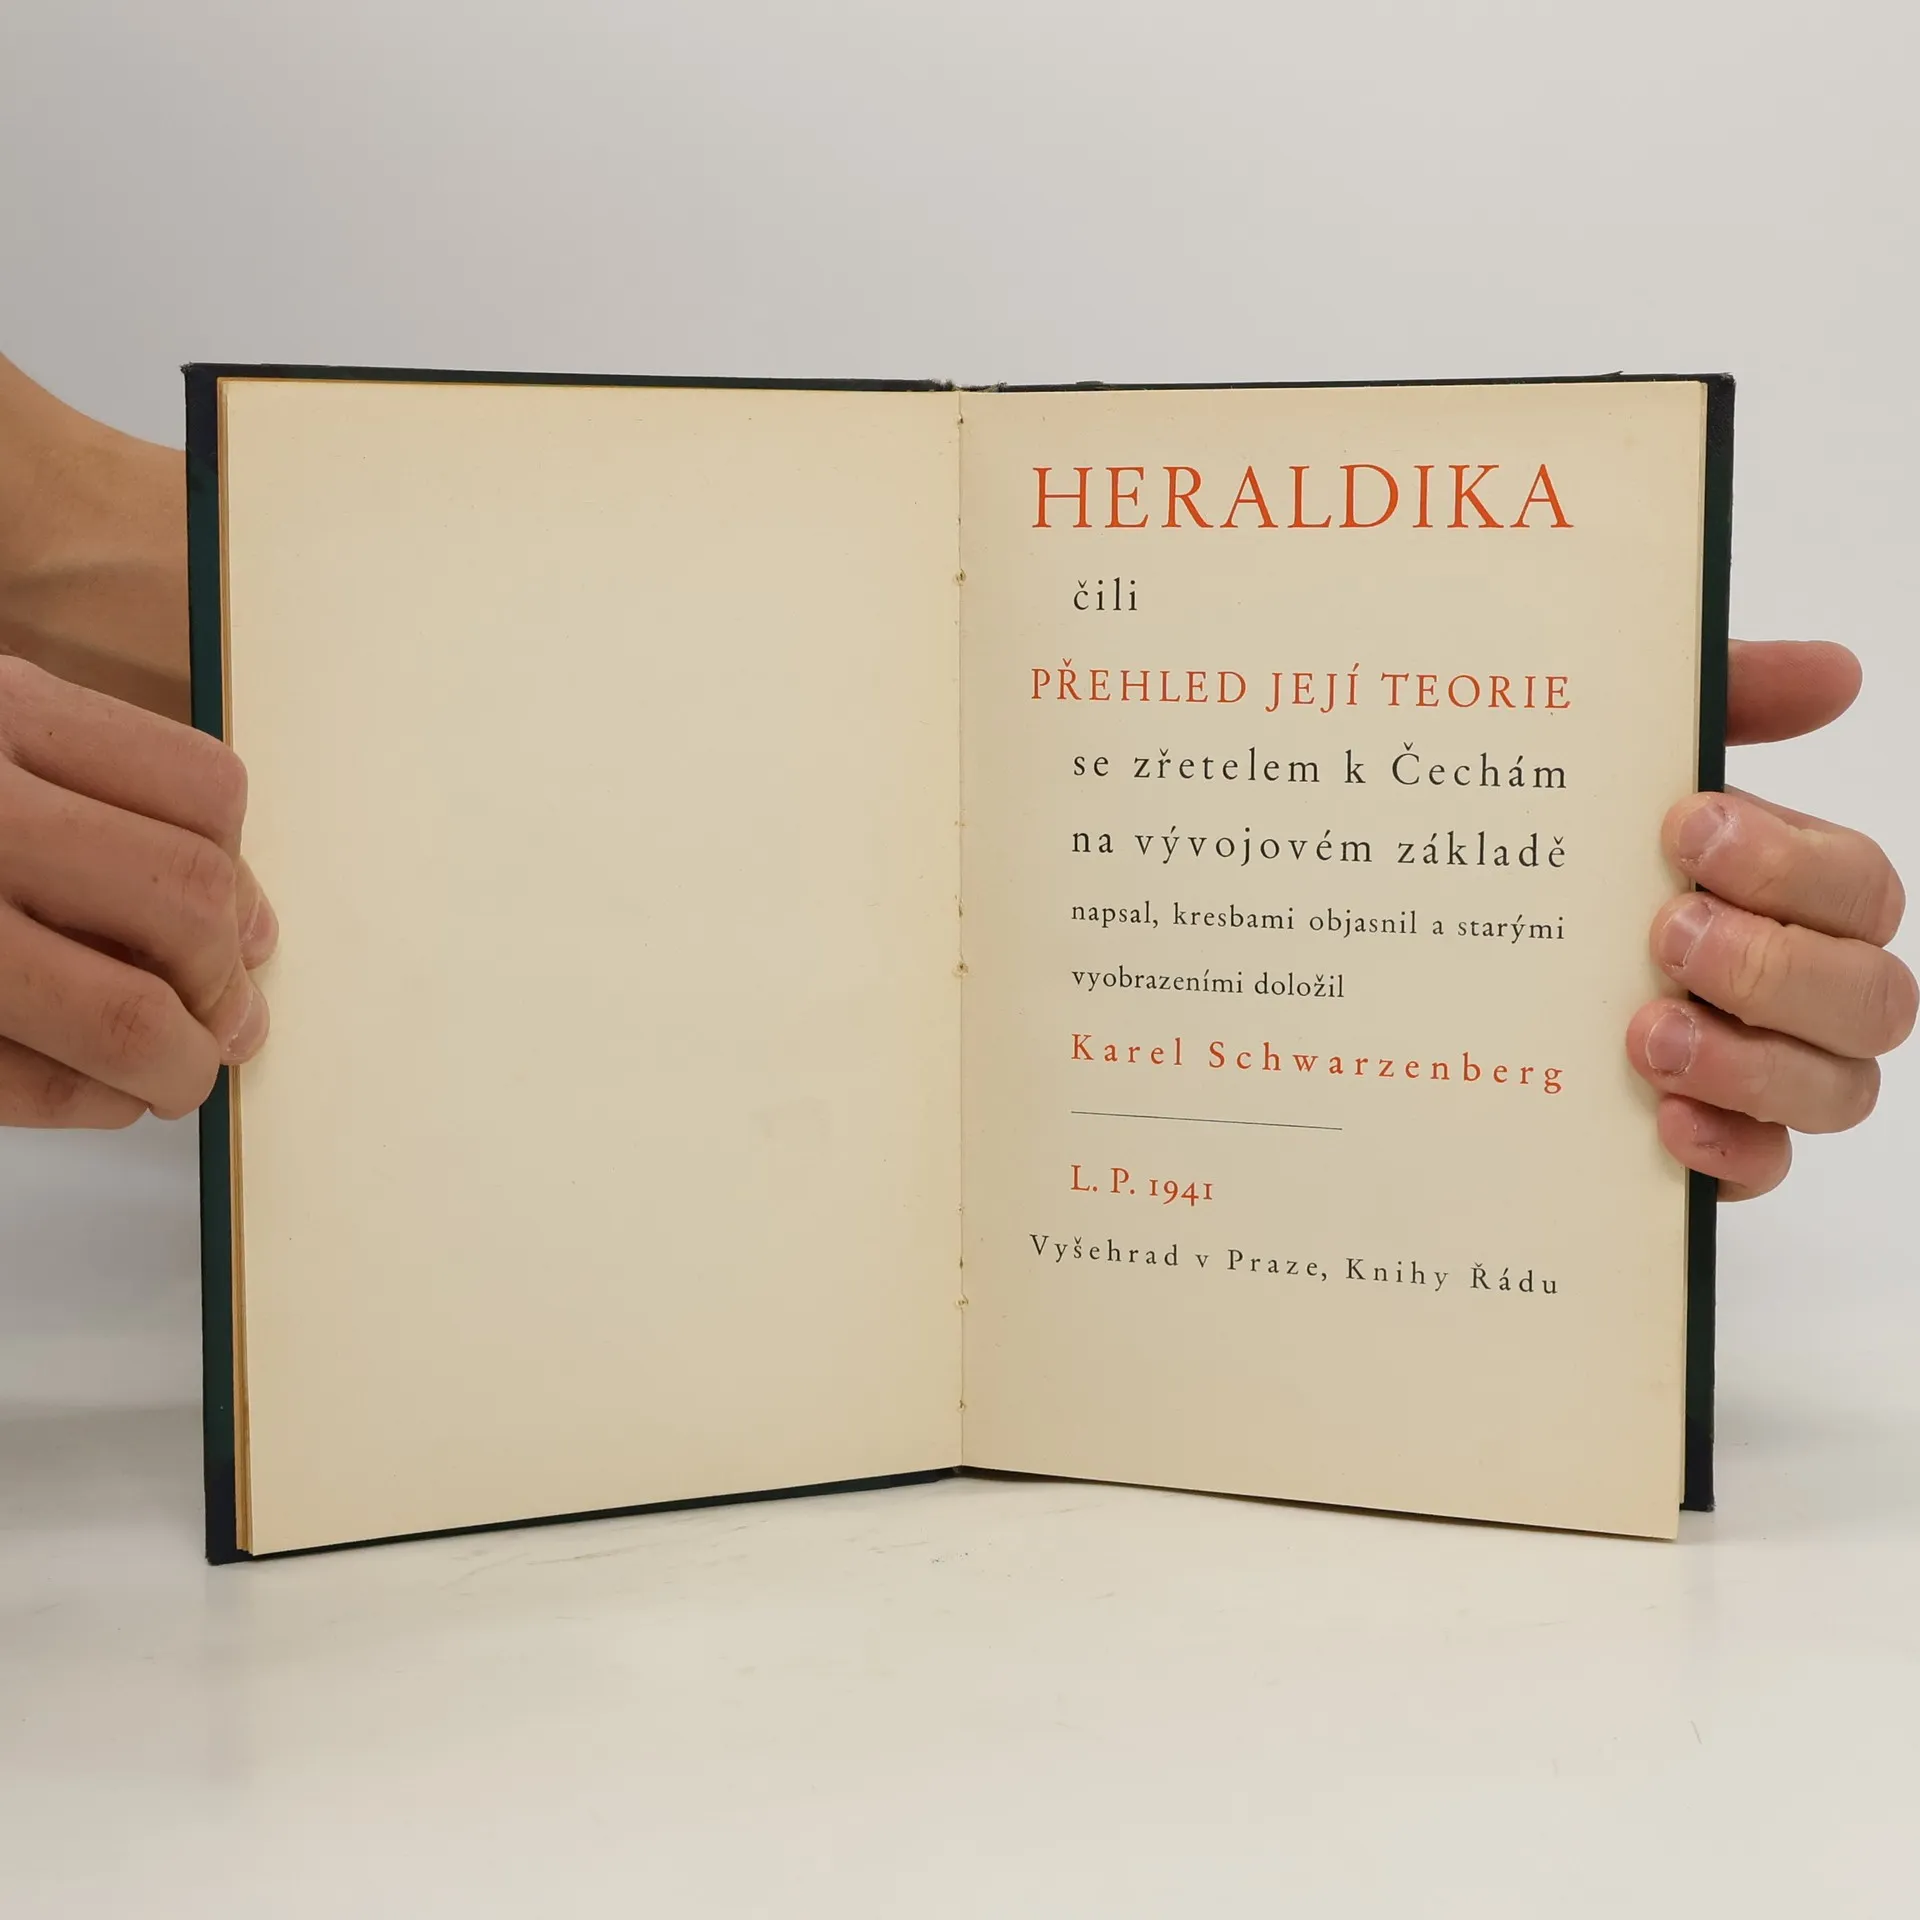 HERALDIKA
čili
PŘEHLED JEJÍ TEORIE
se zřetelem k Čechám
na vývojovém základě
napsal, kresbami objasnil a starými
vyobrazeními doložil
Karel Schwarzenberg
L. P. 1941
Vyšehrad v Praze, Knihy Řádu